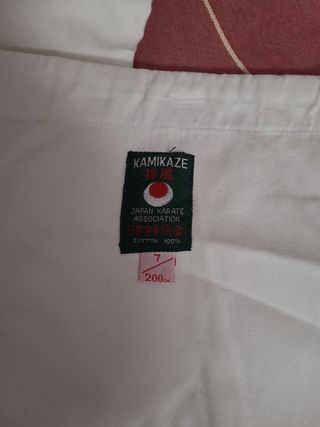 KAMIKAZE
神風
JAPAN KARATE
ASSOCIATION
日本空手協会
COTTON 100%
7
200cm